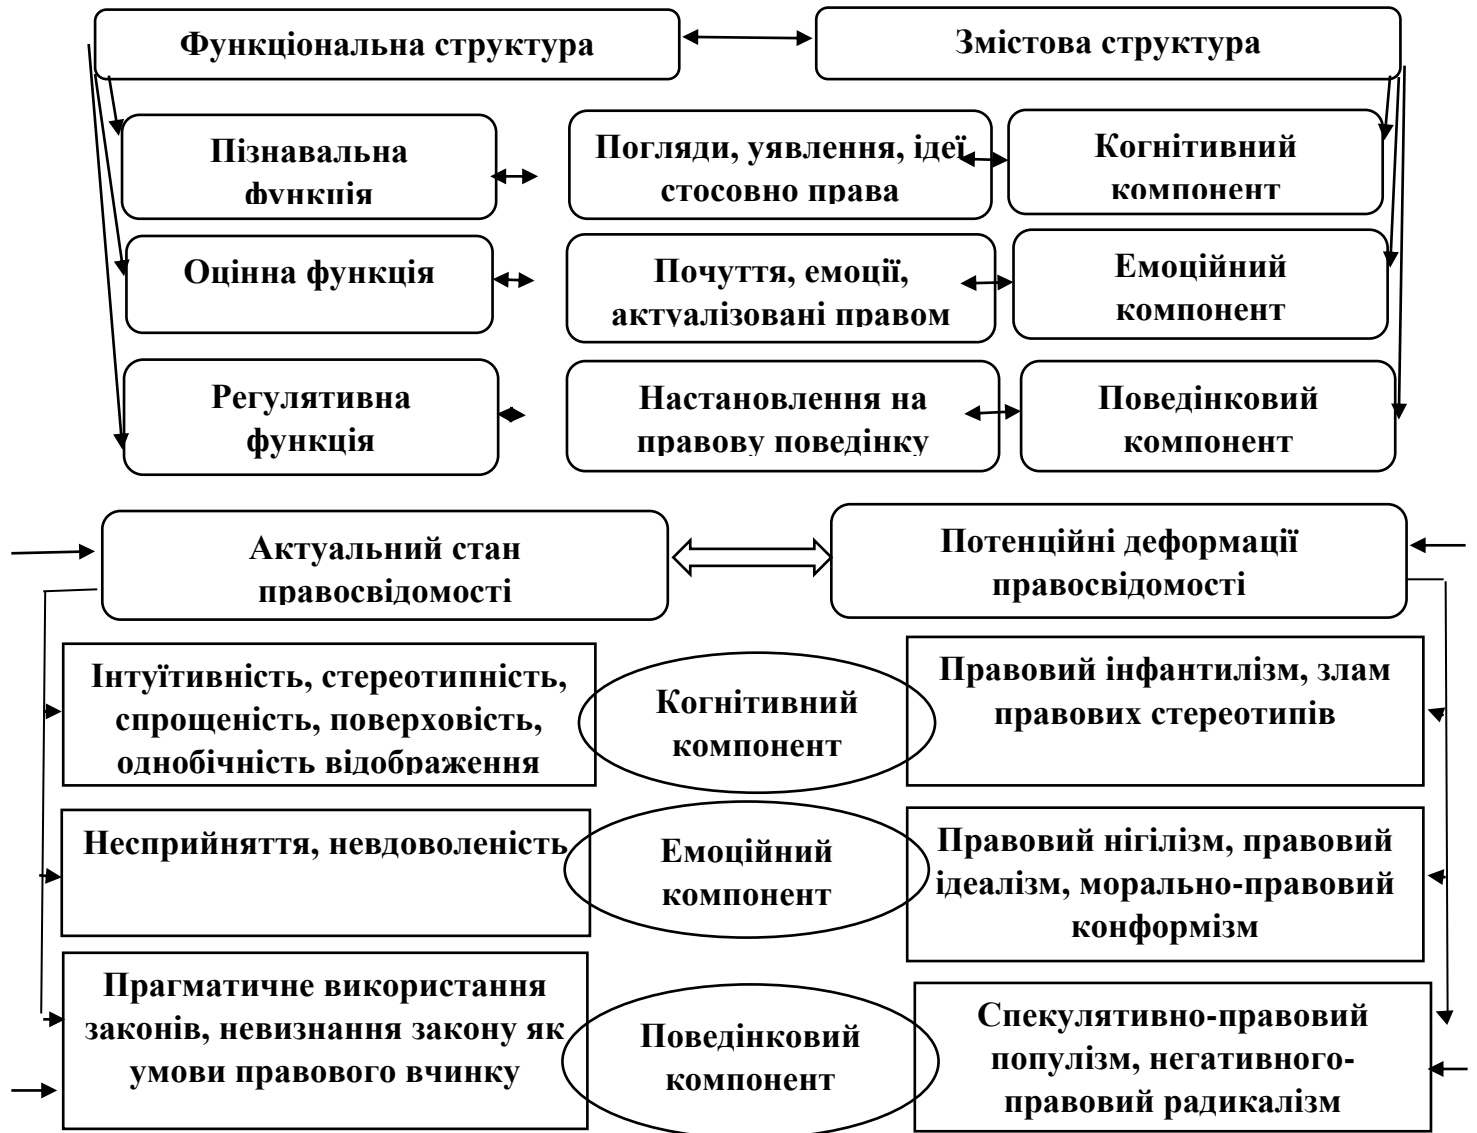 Функціональна структура
Змістова структура
Пізнавальна
функція
Погляди, уявлення, ідеї
стосовно права
Когнітивний
компонент
Оцінна функція
Почуття, емоції,
актуалізовані правом
Емоційний
компонент
Регулятивна
функція
Настановлення на
правову поведінку
Поведінковий
компонент
Актуальний стан
правосвідомості
Потенційні деформації
правосвідомості
Інтуїтивність, стереотипність,
спрощеність, поверховість,
однобічність відображення
Когнітивний
компонент
Правовий інфантилізм, злам
правових стереотипів
Несприйняття, невдоволеність
Емоційний
компонент
Правовий нігілізм, правовий
ідеалізм, морально-правовий
конформізм
Прагматичне використання
законів, невизнання закону як
умови правового вчинку
Поведінковий
компонент
Спекулятивно-правовий
популізм, негативного-
правовий радикалізм